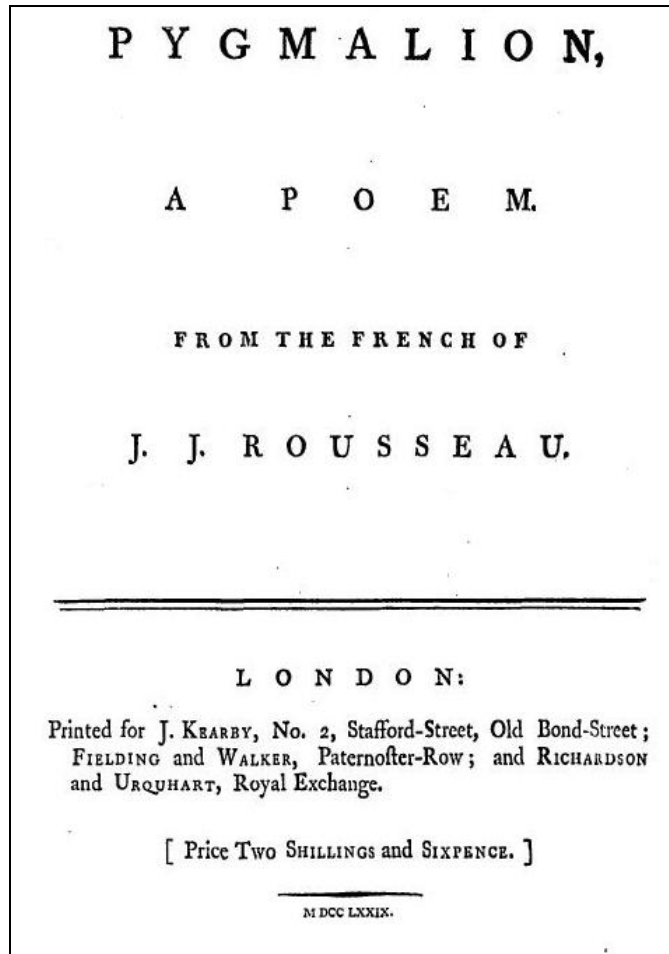 PYGMALION,
A POEM.
FROM THE FRENCH OF
J. J. ROUSSEAU.
LONDON:
Printed for J. KEARBY, No. 2, Stafford-Street, Old Bond-Street;
FIELDING and WALKER, Paternoſter-Row; and RICHARDSON
and URQUHART, Royal Exchange.
[ Price Two SHILLINGS and SIXPENCE. ]
M DCC LXXIX.